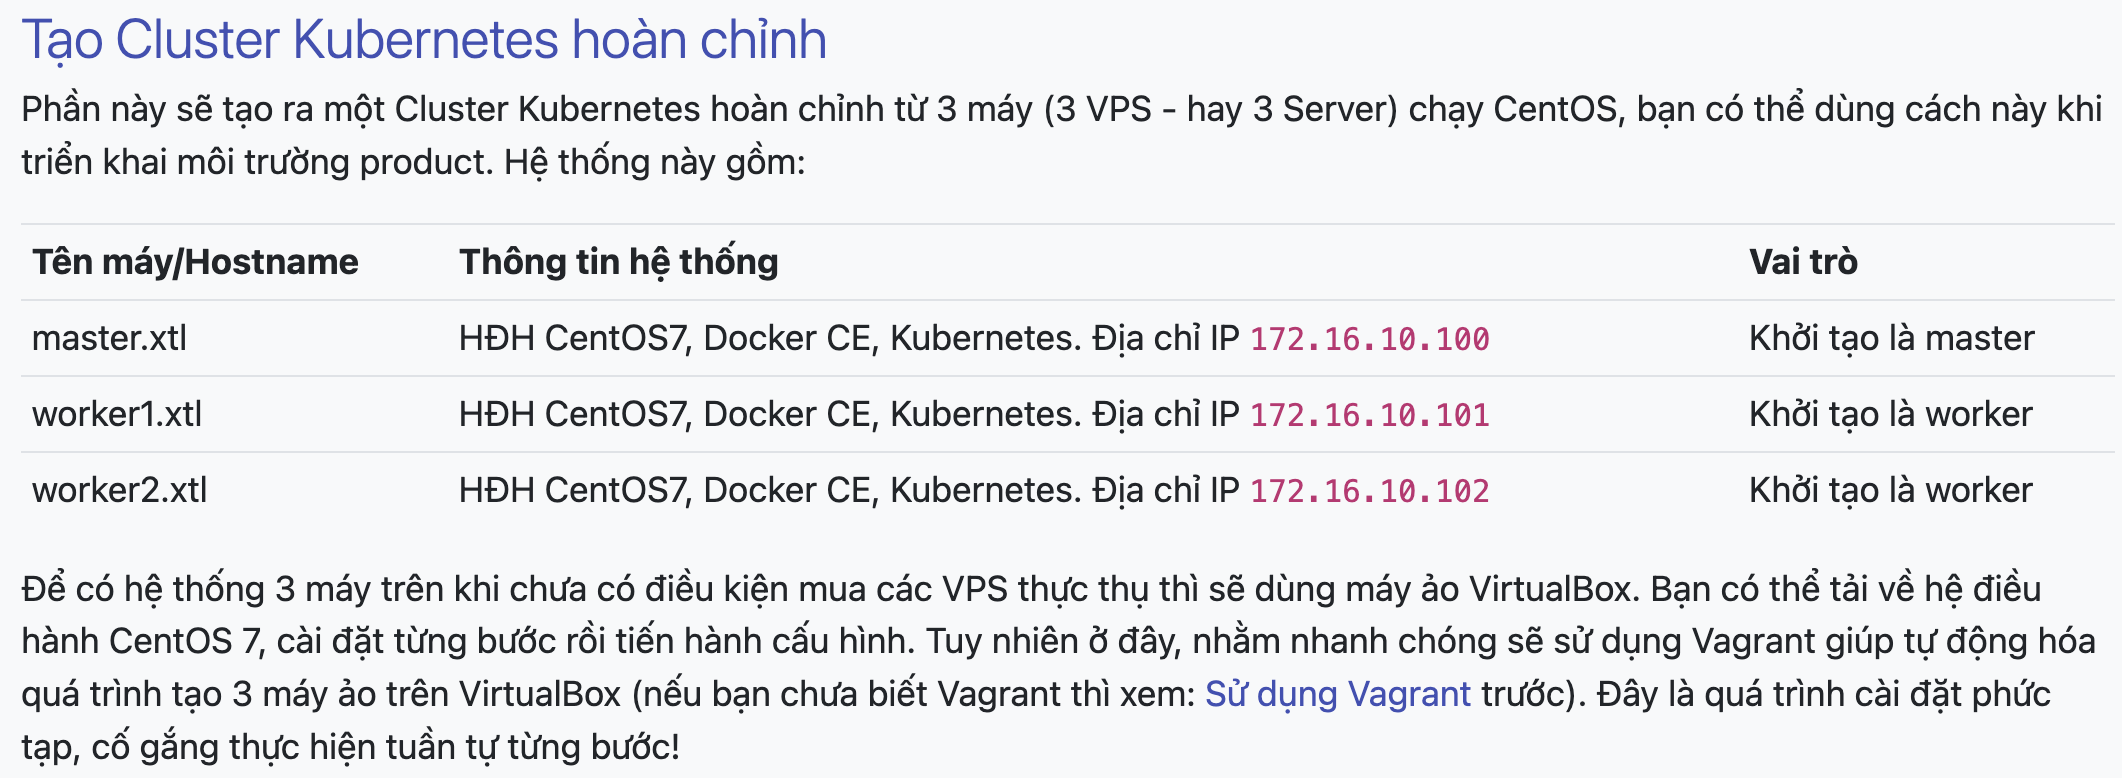 Tạo Cluster Kubernetes hoàn chỉnh
Phần này sẽ tạo ra một Cluster Kubernetes hoàn chỉnh từ 3 máy (3 VPS - hay 3 Server) chạy CentOS, bạn có thể dùng cách này khi
triển khai môi trường product. Hệ thống này gồm:
Tên máy/Hostname Thông tin hệ thống Vai trò
master.xtl HĐH CentOS7, Docker CE, Kubernetes. Địa chỉ IP 172.16.10.100 Khởi tạo là master
worker1.xtl HĐH CentOS7, Docker CE, Kubernetes. Địa chỉ IP 172.16.10.101 Khởi tạo là worker
worker2.xtl HĐH CentOS7, Docker CE, Kubernetes. Địa chỉ IP 172.16.10.102 Khởi tạo là worker
Để có hệ thống 3 máy trên khi chưa có điều kiện mua các VPS thực thụ thì sẽ dùng máy ảo VirtualBox. Bạn có thể tải về hệ điều
hành CentOS 7, cài đặt từng bước rồi tiến hành cấu hình. Tuy nhiên ở đây, nhằm nhanh chóng sẽ sử dụng Vagrant giúp tự động hóa
quá trình tạo 3 máy ảo trên VirtualBox (nếu bạn chưa biết Vagrant thì xem: Sử dụng Vagrant trước). Đây là quá trình cài đặt phức
tạp, cố gắng thực hiện tuần tự từng bước!